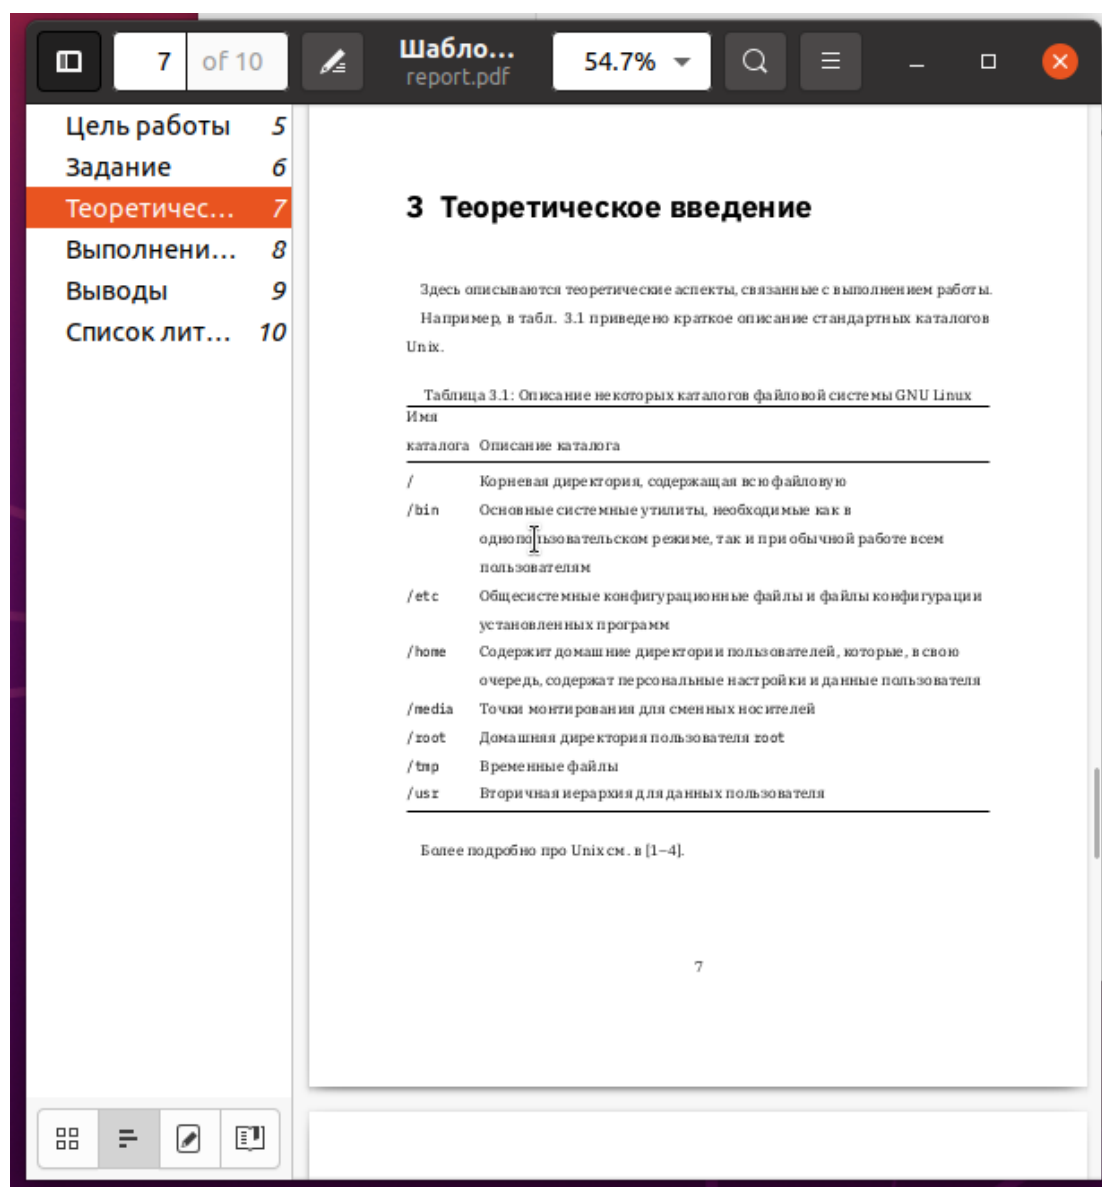 7 of 10
Шабло...
report.pdf
54.7%
Цель работы 5
Задание 6
Теоретичес... 7
Выполнени... 8
Выводы 9
Список лит... 10
3 Теоретическое введение
Здесь описываются теоретические аспекты, связанные с выполнением работы.
Например, в табл. 3.1 приведено краткое описание стандартных каталогов
Unix.
Таблица 3.1: Описание некоторых каталогов файловой системы GNU Linux
Имя
каталога Описание каталога
/ Корневая директория, содержащая всю файловую
/bin Основные системные утилиты, необходимые как в
однопользовательском режиме, так и при обычной работе всем
пользователям
/etc Общесистемные конфигурационные файлы и файлы конфигурации
установленных программ
/home Содержит домашние директории пользователей, которые, в свою
очередь, содержат персональные настройки и данные пользователя
/media Точки монтирования для сменных носителей
/root Домашняя директория пользователя root
/tmp Временные файлы
/usr Вторичная иерархия для данных пользователя
Более подробно про Unix см. в [1–4].
7